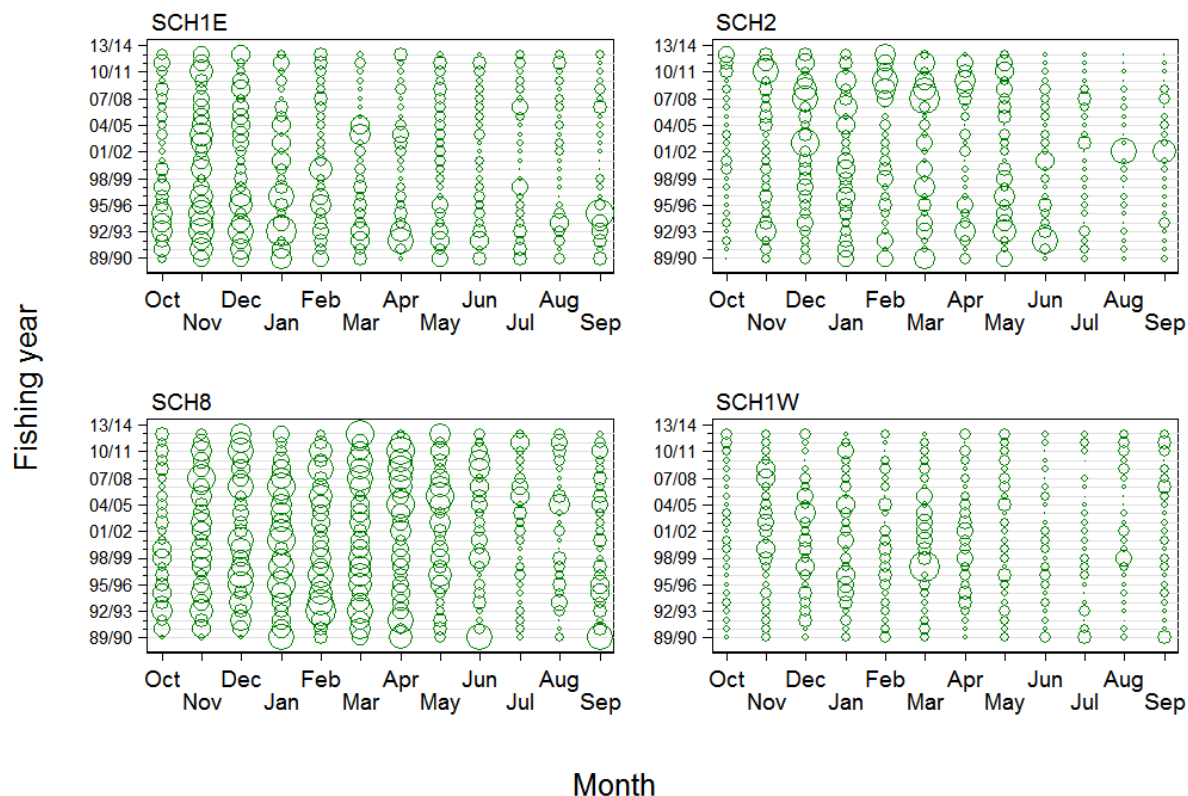 SCH1E
13/14
10/11
07/08
04/05
01/02
98/99
95/96
92/93
89/90
Oct Dec Feb Apr Jun Aug
Nov Jan Mar May Jul Sep
SCH2
13/14
10/11
07/08
04/05
01/02
98/99
95/96
92/93
89/90
Oct Dec Feb Apr Jun Aug
Nov Jan Mar May Jul Sep
Fishing year
SCH8
13/14
10/11
07/08
04/05
01/02
98/99
95/96
92/93
89/90
Oct Dec Feb Apr Jun Aug
Nov Jan Mar May Jul Sep
SCH1W
13/14
10/11
07/08
04/05
01/02
98/99
95/96
92/93
89/90
Oct Dec Feb Apr Jun Aug
Nov Jan Mar May Jul Sep
Month